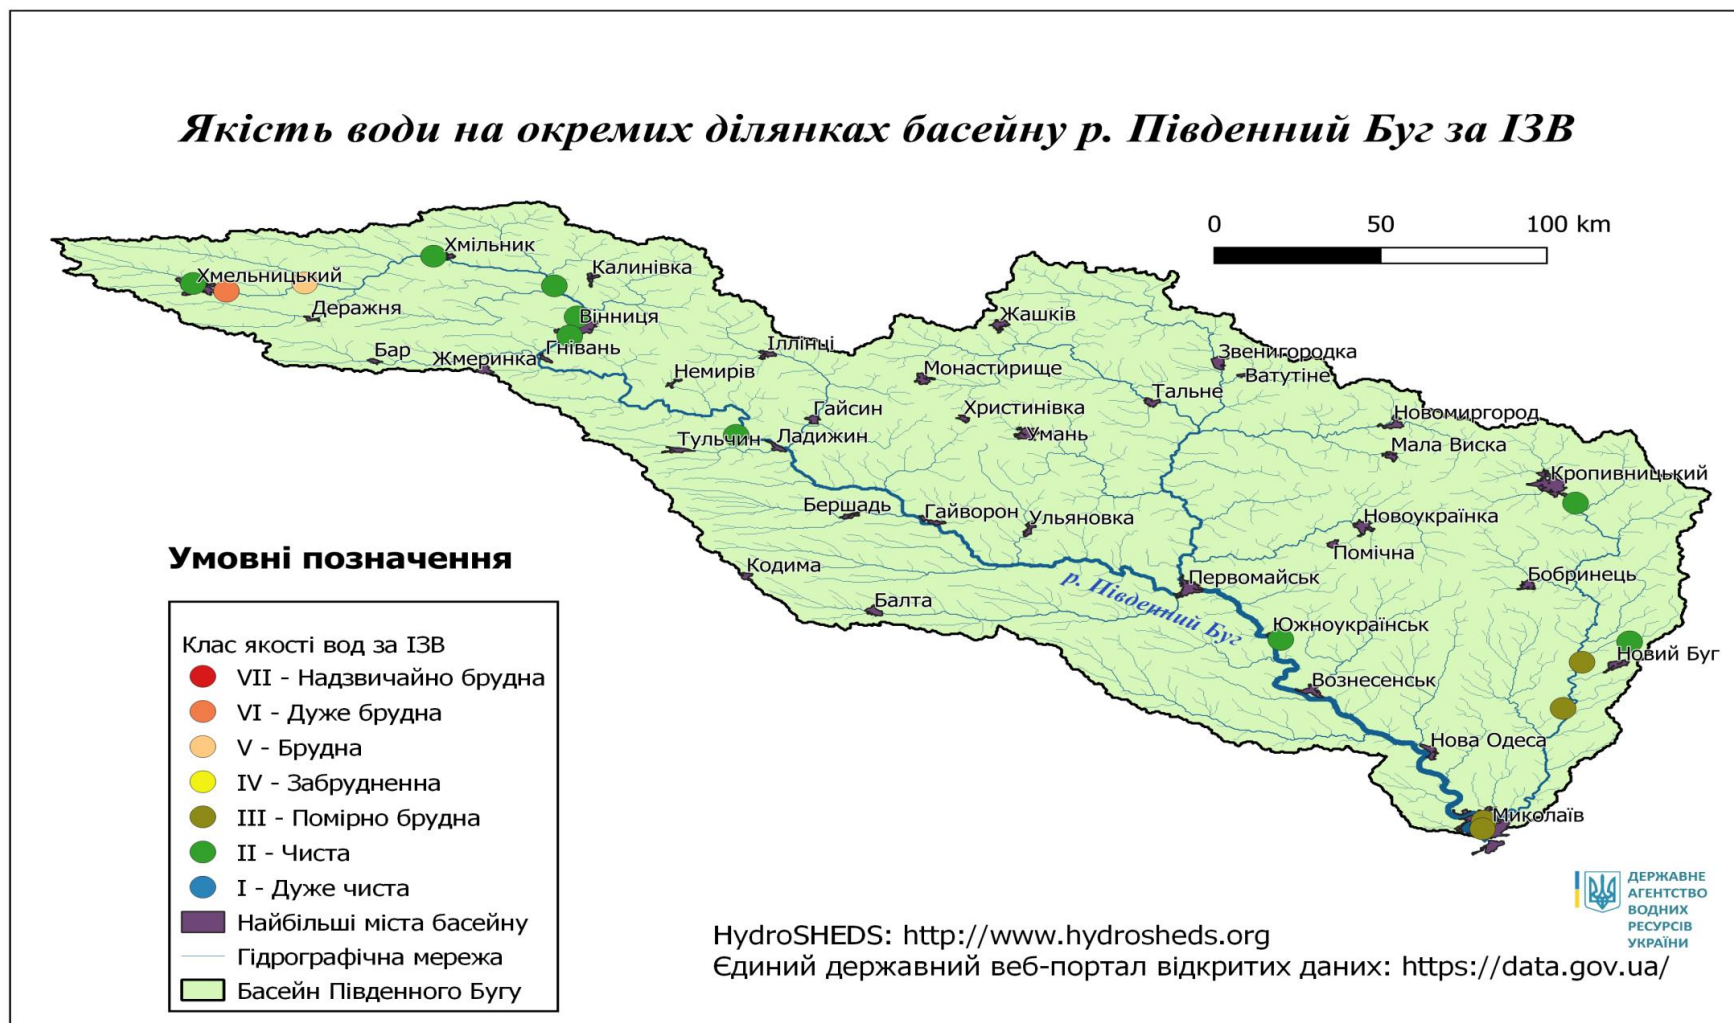 Якість води на окремих ділянках басейну р. Південний Буг за ІЗВ
0 50 100 km
Хмільник
Хмельницький
Калинівка
Деражня
Вінниця
Жашків
Гнівань
Іллінці
Бар
Жмеринка
Звенигородка
Немирів
Монастирище
Ватутіне
Тальне
Гайсин
Христинівка
Новомиргород
Тульчин
Ладижин
Умань
Мала Виска
Кропивницький
Бершадь
Гайворон
Ульяновка
Новоукраїнка
Помічна
Кодима
Первомайськ
Бобринець
р. Південний Буг
Балта
Южноукраїнськ
Новий Буг
Вознесенськ
Нова Одеса
Миколаїв
Умовні позначення
Клас якості вод за ІЗВ
VII - Надзвичайно брудна
VI - Дуже брудна
V - Брудна
IV - Забрудненна
III - Помірно брудна
II - Чиста
I - Дуже чиста
Найбільші міста басейну
Гідрографічна мережа
Басейн Південного Бугу
HydroSHEDS: http://www.hydrosheds.org
Єдиний державний веб-портал відкритих даних: https://data.gov.ua/
ДЕРЖАВНЕ
АГЕНТСТВО
ВОДНИХ
РЕСУРСІВ
УКРАЇНИ